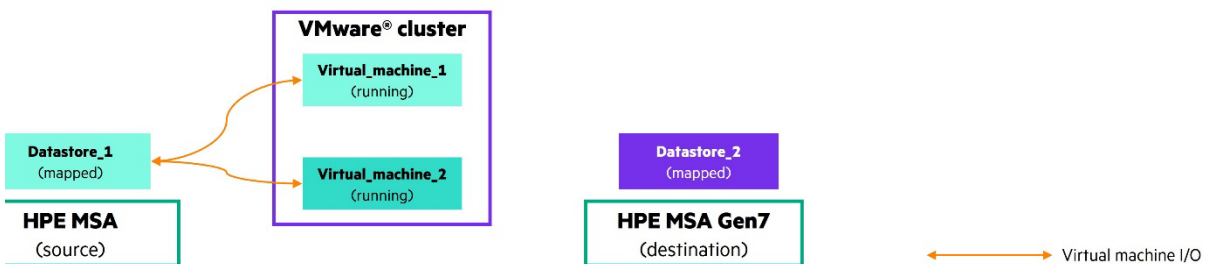 VMware® cluster
Virtual_machine_1
(running)
Datastore_1
(mapped)
Virtual_machine_2
(running)
Datastore_2
(mapped)
HPE MSA
(source)
HPE MSA Gen7
(destination)
Virtual machine I/O